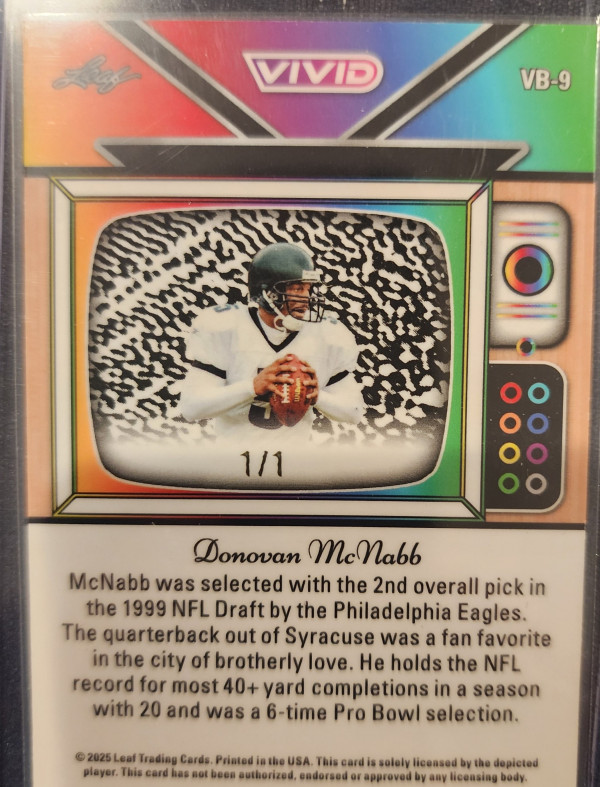 Leaf
VIVID
VB-9
1/1
Donovan McNabb
McNabb was selected with the 2nd overall pick in
the 1999 NFL Draft by the Philadelphia Eagles.
The quarterback out of Syracuse was a fan favorite
in the city of brotherly love. He holds the NFL
record for most 40+ yard completions in a season
with 20 and was a 6-time Pro Bowl selection.
© 2025 Leaf Trading Cards. Printed in the USA. This card is solely licensed by the depicted
player. This card has not been authorized, endorsed or approved by any licensing body.